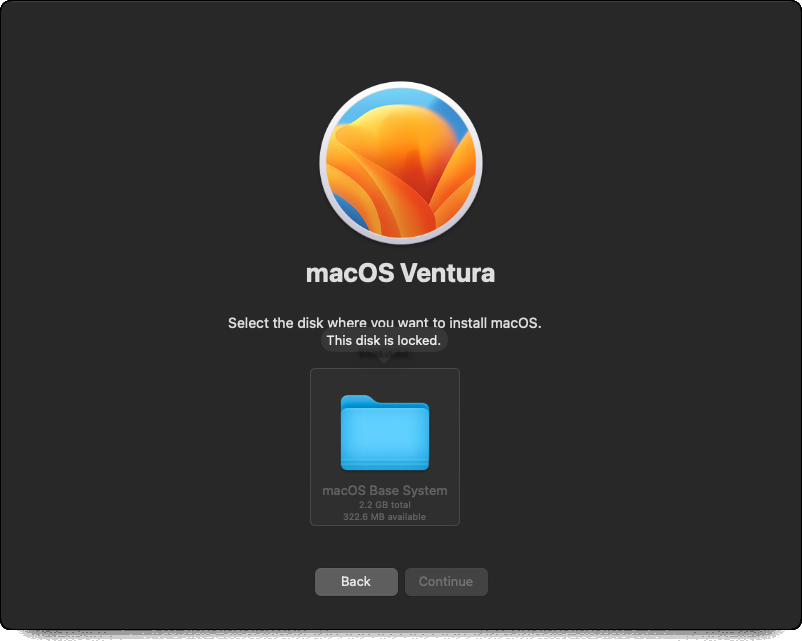 macOS Ventura
Select the disk where you want to install macOS.
This disk is locked.
macOS Base System
2.2 GB total
322.6 MB available
Back
Continue